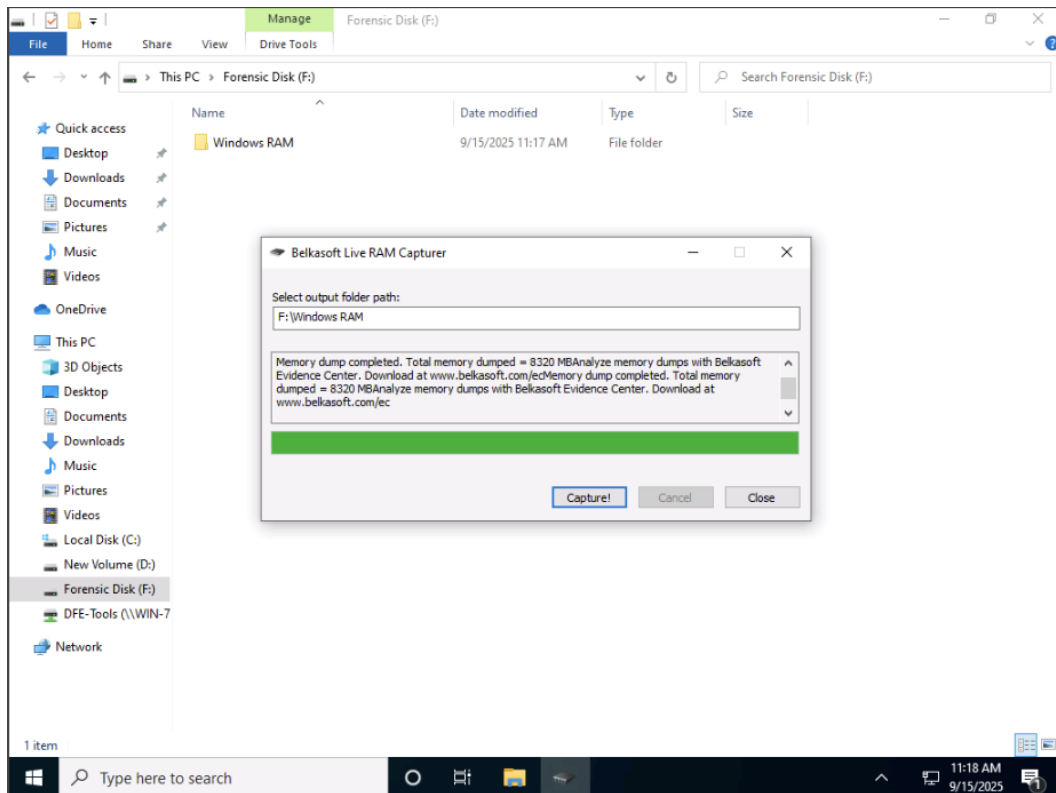 Manage
Forensic Disk (F:)
File
Home
Share
View
Drive Tools
This PC > Forensic Disk (F:)
Search Forensic Disk (F:)
Name
Date modified
Type
Size
Windows RAM
9/15/2025 11:17 AM
File folder
Quick access
Desktop
Downloads
Documents
Pictures
Music
Videos
OneDrive
This PC
3D Objects
Desktop
Documents
Downloads
Music
Pictures
Videos
Local Disk (C:)
New Volume (D:)
Forensic Disk (F:)
DFE-Tools (\\WIN-7
Network
Belkasoft Live RAM Capturer
Select output folder path:
F:\Windows RAM
Memory dump completed. Total memory dumped = 8320 MBAnalyze memory dumps with Belkasoft
Evidence Center. Download at www.belkasoft.com/ecMemory dump completed. Total memory
dumped = 8320 MBAnalyze memory dumps with Belkasoft Evidence Center. Download at
www.belkasoft.com/ec
Capture!
Cancel
Close
1 item
Type here to search
11:18 AM
9/15/2025
1